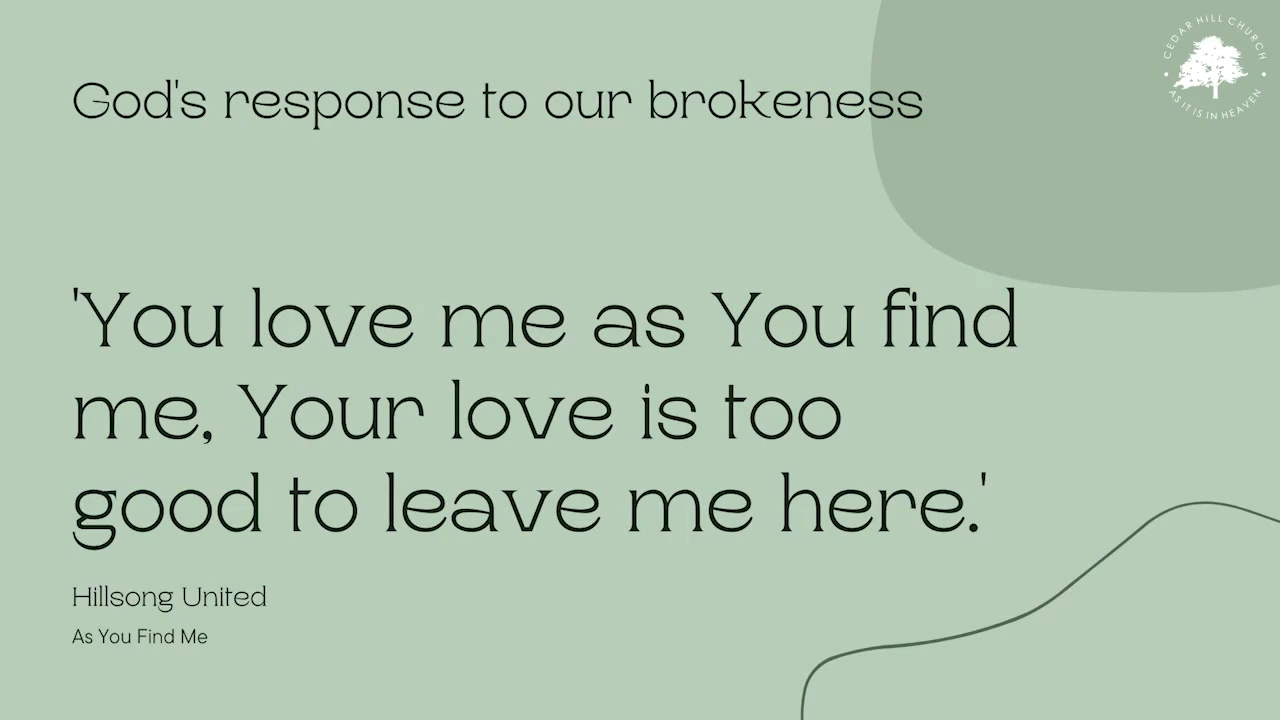 CEDAR HILL CHURCH
AS IT IS IN HEAVEN
God's response to our brokeness
'You love me as You find
me, Your love is too
good to leave me here.'
Hillsong United
As You Find Me